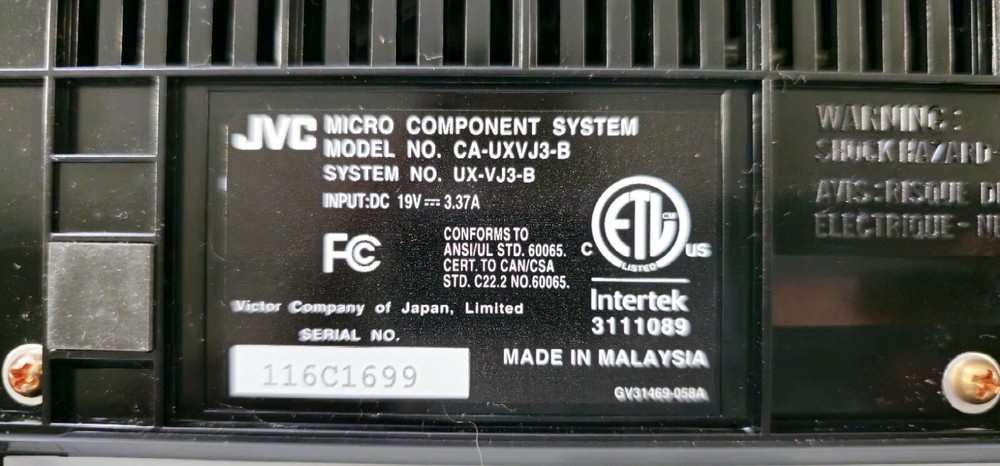 JVC MICRO COMPONENT SYSTEM
MODEL NO. CA-UXVJ3-B
SYSTEM NO. UX-VJ3-B
INPUT:DC 19V⎓ 3.37A
FC
CONFORMS TO
ANSI/UL STD. 60065.
CERT. TO CAN/CSA
STD. C22.2 NO.60065.
C ETL CM US
LISTED
Intertek
3111089
Victor Company of Japan, Limited
SERIAL NO.
116C1699
MADE IN MALAYSIA
GV31469-058A
WARNING:
SHOCK HAZARD-
AVIS:RISQUE
ELECTRIQUE-